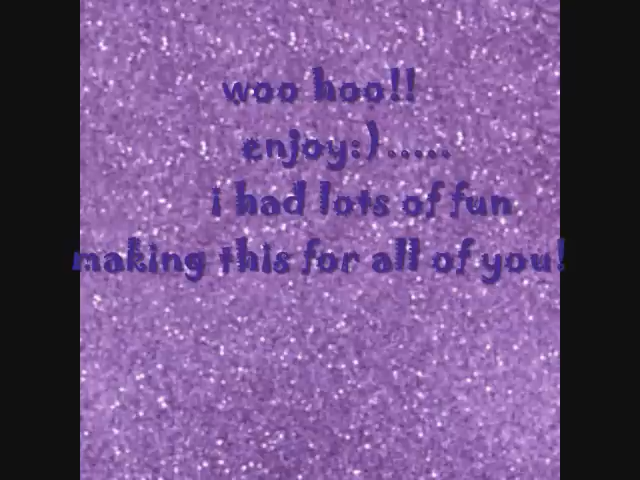 woo hoo!!
enjoy:).....
i had lots of fun
making this for all of you!